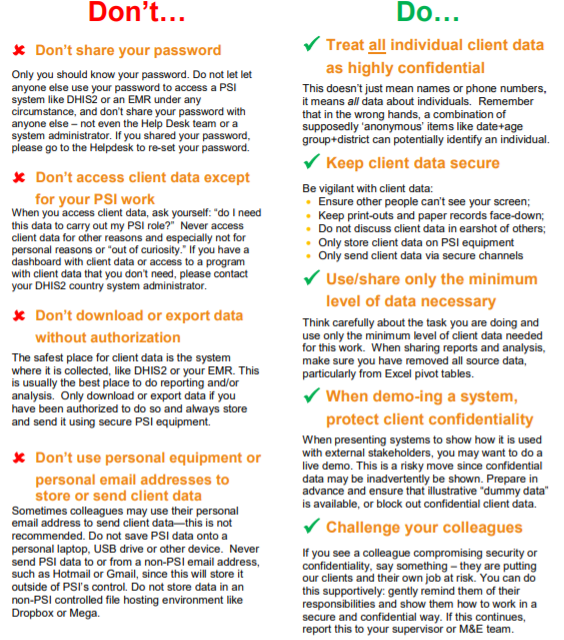 Don't...
✘ Don't share your password
Only you should know your password. Do not let let
anyone else use your password to access a PSI
system like DHIS2 or an EMR under any
circumstance, and don't share your password with
anyone else – not even the Help Desk team or a
system administrator. If you shared your password,
please go to the Helpdesk to re-set your password.
✘ Don't access client data except
for your PSI work
When you access client data, ask yourself: "do I need
this data to carry out my PSI role?" Never access
client data for other reasons and especially not for
personal reasons or "out of curiosity." If you have a
dashboard with client data or access to a program
with client data that you don't need, please contact
your DHIS2 country system administrator.
✘ Don't download or export data
without authorization
The safest place for client data is the system
where it is collected, like DHIS2 or your EMR. This
is usually the best place to do reporting and/or
analysis. Only download or export data if you
have been authorized to do so and always store
and send it using secure PSI equipment.
✘ Don't use personal equipment or
personal email addresses to
store or send client data
Sometimes colleagues may use their personal
email address to send client data—this is not
recommended. Do not save PSI data onto a
personal laptop, USB drive or other device. Never
send PSI data to or from a non-PSI email address,
such as Hotmail or Gmail, since this will store it
outside of PSI's control. Do not store data in an
non-PSI controlled file hosting environment like
Dropbox or Mega.
Do...
✓ Treat all individual client data
as highly confidential
This doesn't just mean names or phone numbers,
it means all data about individuals. Remember
that in the wrong hands, a combination of
supposedly 'anonymous' items like date+age
group+district can potentially identify an individual.
✓ Keep client data secure
Be vigilant with client data:
• Ensure other people can't see your screen;
• Keep print-outs and paper records face-down;
• Do not discuss client data in earshot of others;
• Only store client data on PSI equipment
• Only send client data via secure channels
✓ Use/share only the minimum
level of data necessary
Think carefully about the task you are doing and
use only the minimum level of client data needed
for this work. When sharing reports and analysis,
make sure you have removed all source data,
particularly from Excel pivot tables.
✓ When demo-ing a system,
protect client confidentiality
When presenting systems to show how it is used
with external stakeholders, you may want to do a
live demo. This is a risky move since confidential
data may be inadvertently be shown. Prepare in
advance and ensure that illustrative "dummy data"
is available, or block out confidential client data.
✓ Challenge your colleagues
If you see a colleague compromising security or
confidentiality, say something – they are putting
our clients and their own job at risk. You can do
this supportively: gently remind them of their
responsibilities and show them how to work in a
secure and confidential way. If this continues,
report this to your supervisor or M&E team.